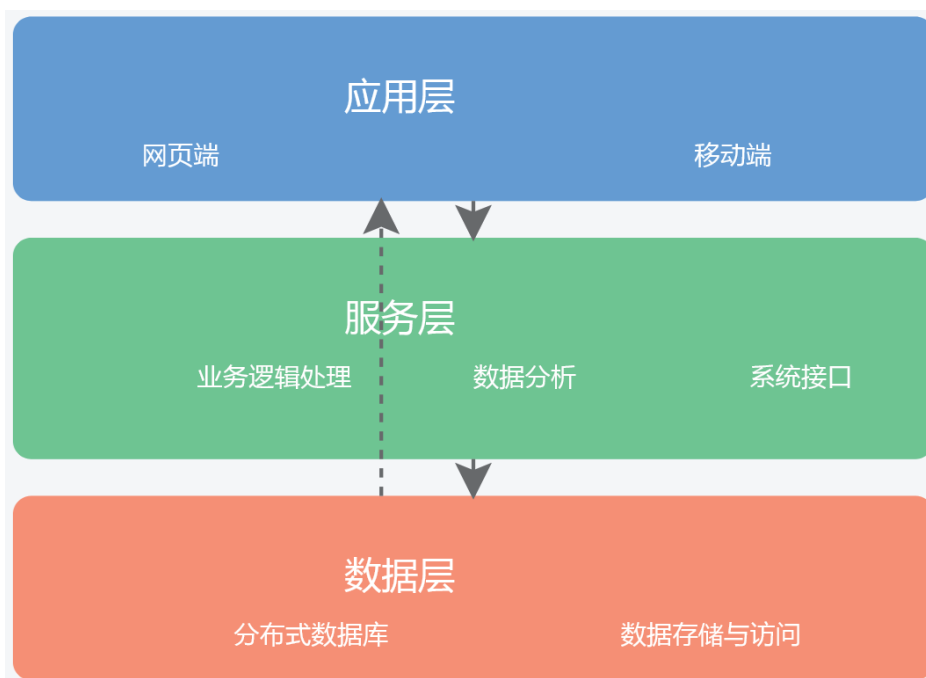 应用层
网页端 移动端
服务层
业务逻辑处理 数据分析 系统接口
数据层
分布式数据库 数据存储与访问